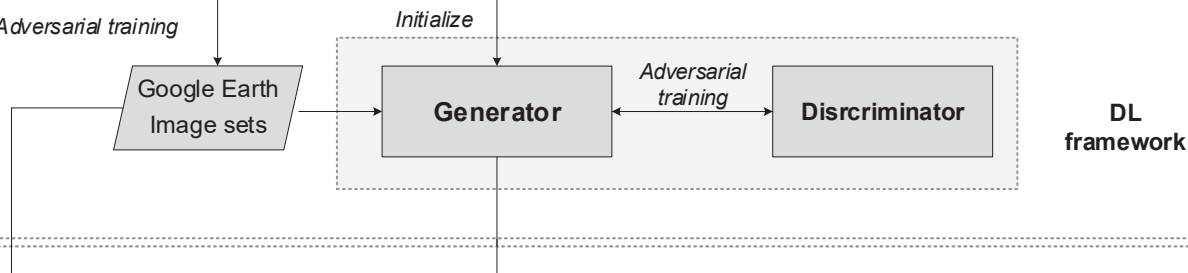 Adversarial training
Initialize
Google Earth
Image sets
Generator
Adversarial
training
Disrcriminator
DL
framework